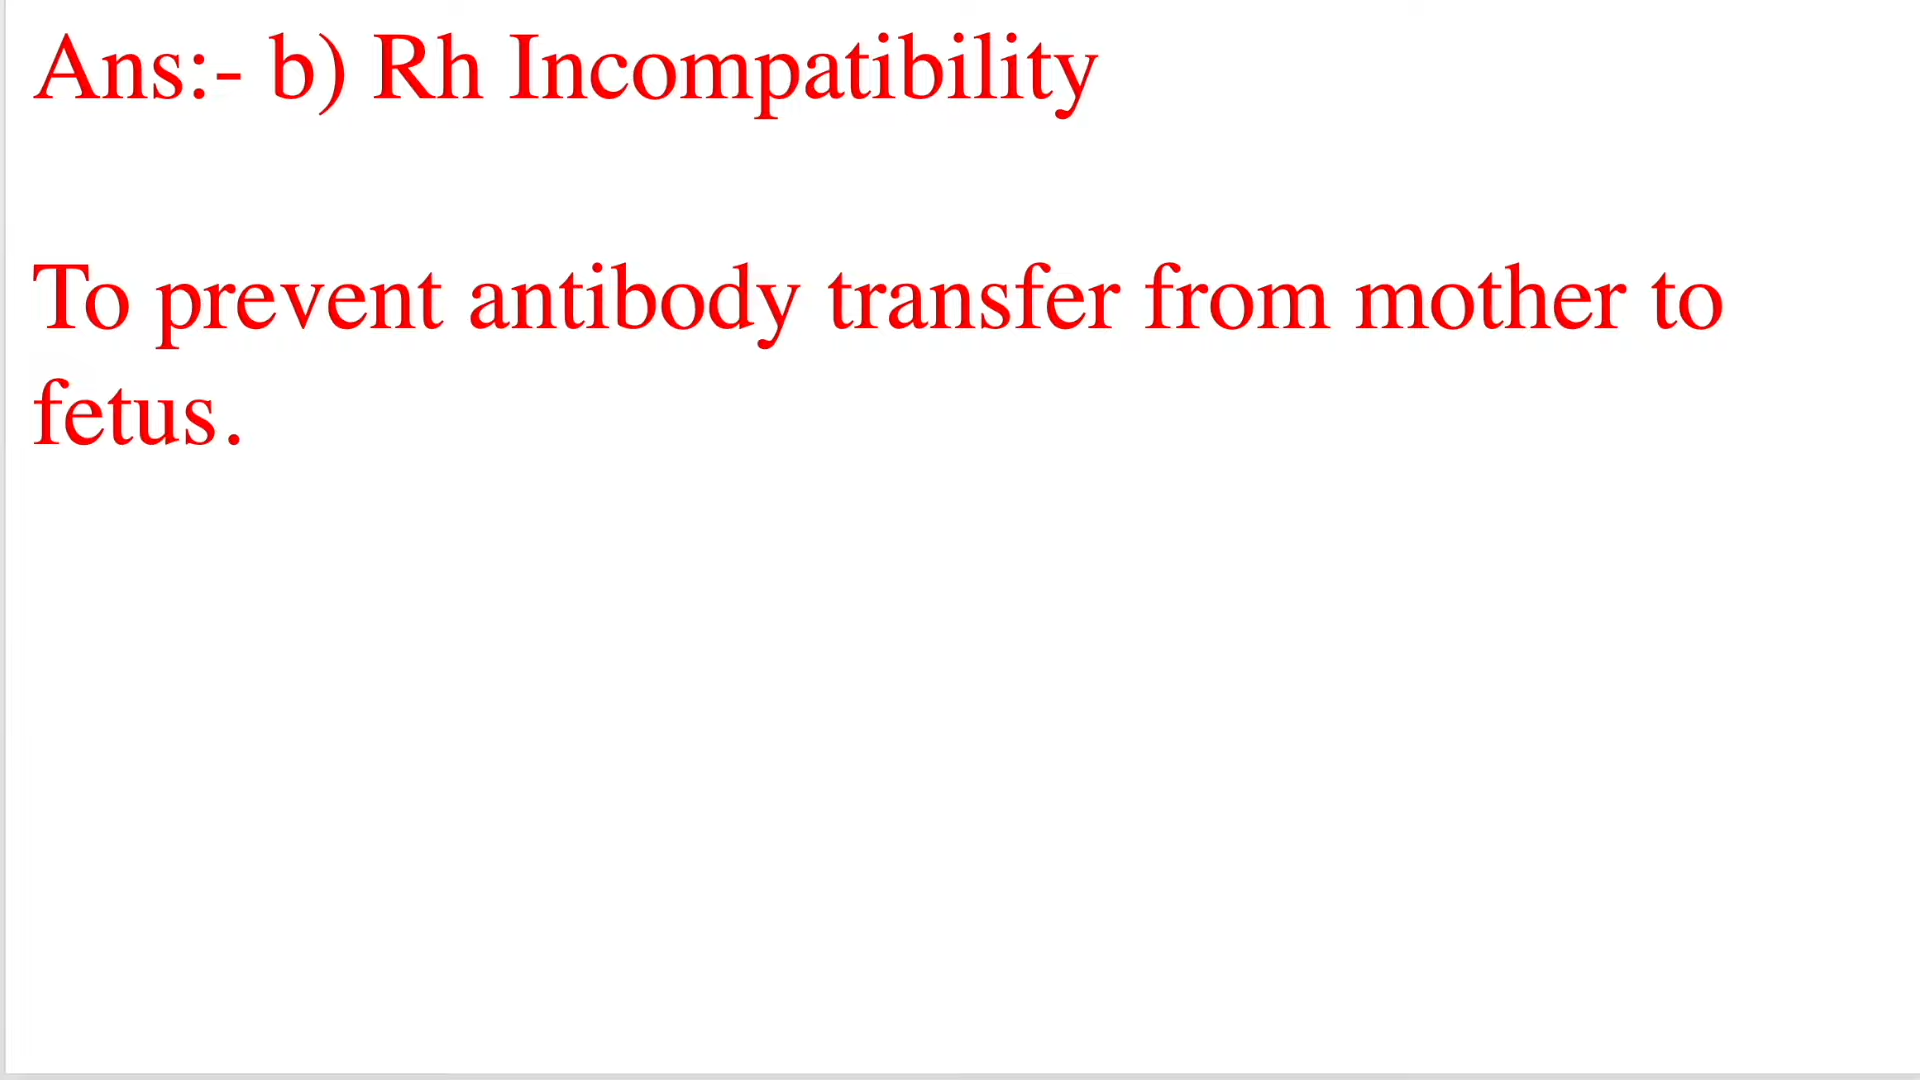 Ans:- b) Rh Incompatibility
To prevent antibody transfer from mother to
fetus.